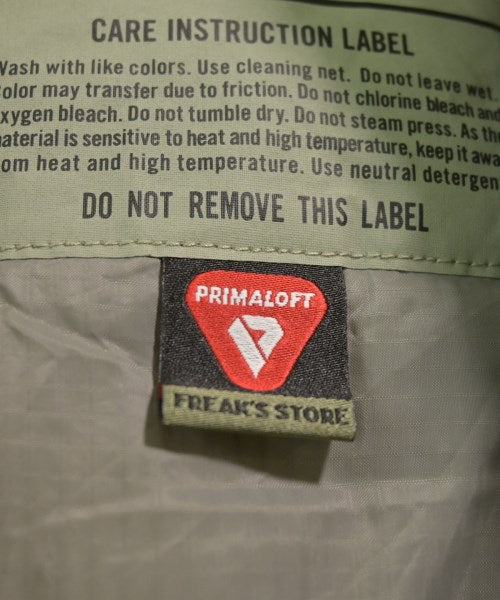 CARE INSTRUCTION LABEL
Wash with like colors. Use cleaning net. Do not leave wet.
olor may transfer due to friction. Do not chlorine bleach and
xygen bleach. Do not tumble dry. Do not steam press. As the
aterial is sensitive to heat and high temperature, keep it awa
om heat and high temperature. Use neutral detergen
DO NOT REMOVE THIS LABEL
PRIMALOFT
FREAK'S STORE